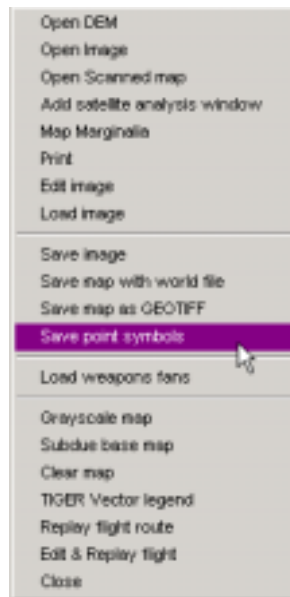 Open DEM
Open Image
Open Scanned map
Add satellite analysis window
Map Marginalia
Print
Edit image
Load image
Save image
Save map with world file
Save map as GEOTIFF
Save point symbols
Load weapons fans
Grayscale map
Subdue base map
Clear map
TIGER Vector legend
Replay flight route
Edit & Replay flight
Close